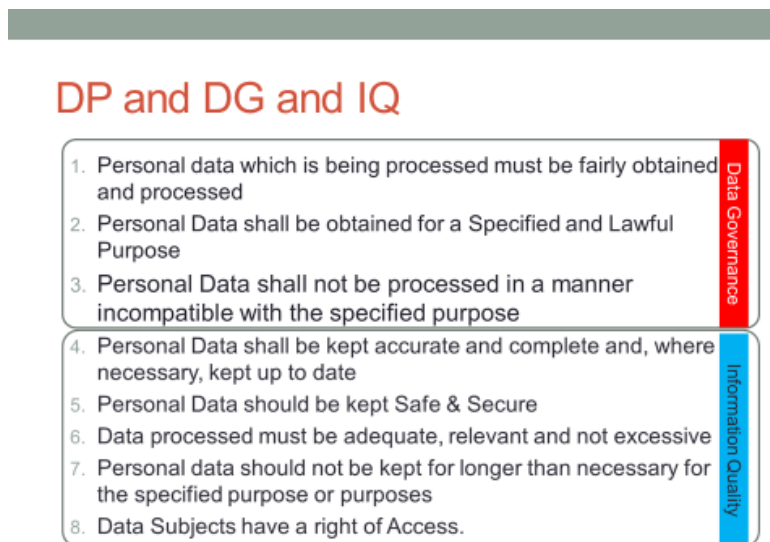 DP and DG and IQ
1. Personal data which is being processed must be fairly obtained
and processed
2. Personal Data shall be obtained for a Specified and Lawful
Purpose
3. Personal Data shall not be processed in a manner
incompatible with the specified purpose
Data Governance
4. Personal Data shall be kept accurate and complete and, where
necessary, kept up to date
5. Personal Data should be kept Safe & Secure
6. Data processed must be adequate, relevant and not excessive
7. Personal data should not be kept for longer than necessary for
the specified purpose or purposes
8. Data Subjects have a right of Access.
Information Quality